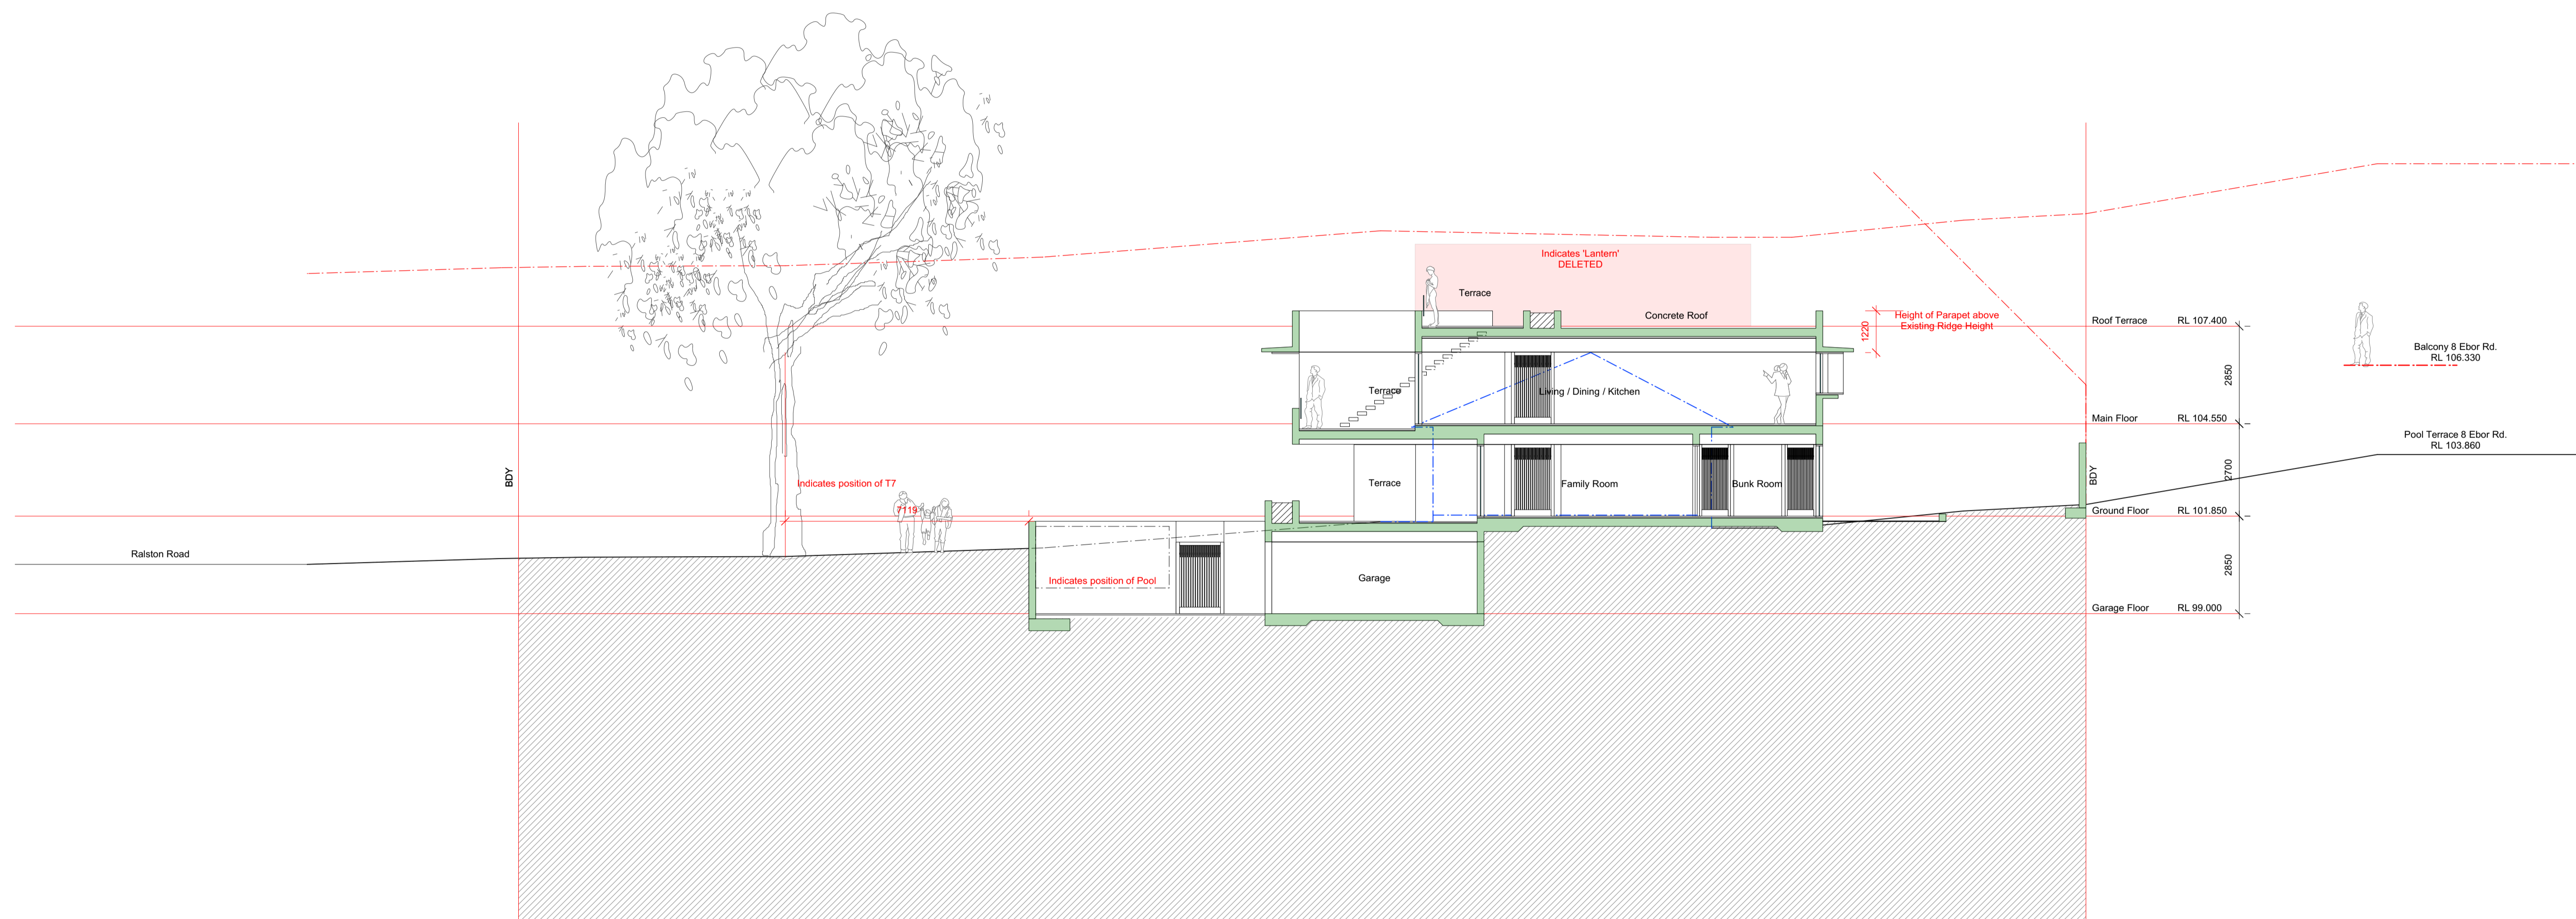 Indicates 'Lantern'
DELETED
Terrace
Concrete Roof
1220
Height of Parapet above
Existing Ridge Height
Roof Terrace RL 107.400
Balcony 8 Ebor Rd.
RL 106.330
2850
Terrace
Living / Dining / Kitchen
Main Floor RL 104.550
Pool Terrace 8 Ebor Rd.
RL 103.860
BDY
BDY
2700
Indicates position of T7
Terrace
Family Room
Bunk Room
7119
Ground Floor RL 101.850
Ralston Road
2850
Indicates position of Pool
Garage
Garage Floor RL 99.000